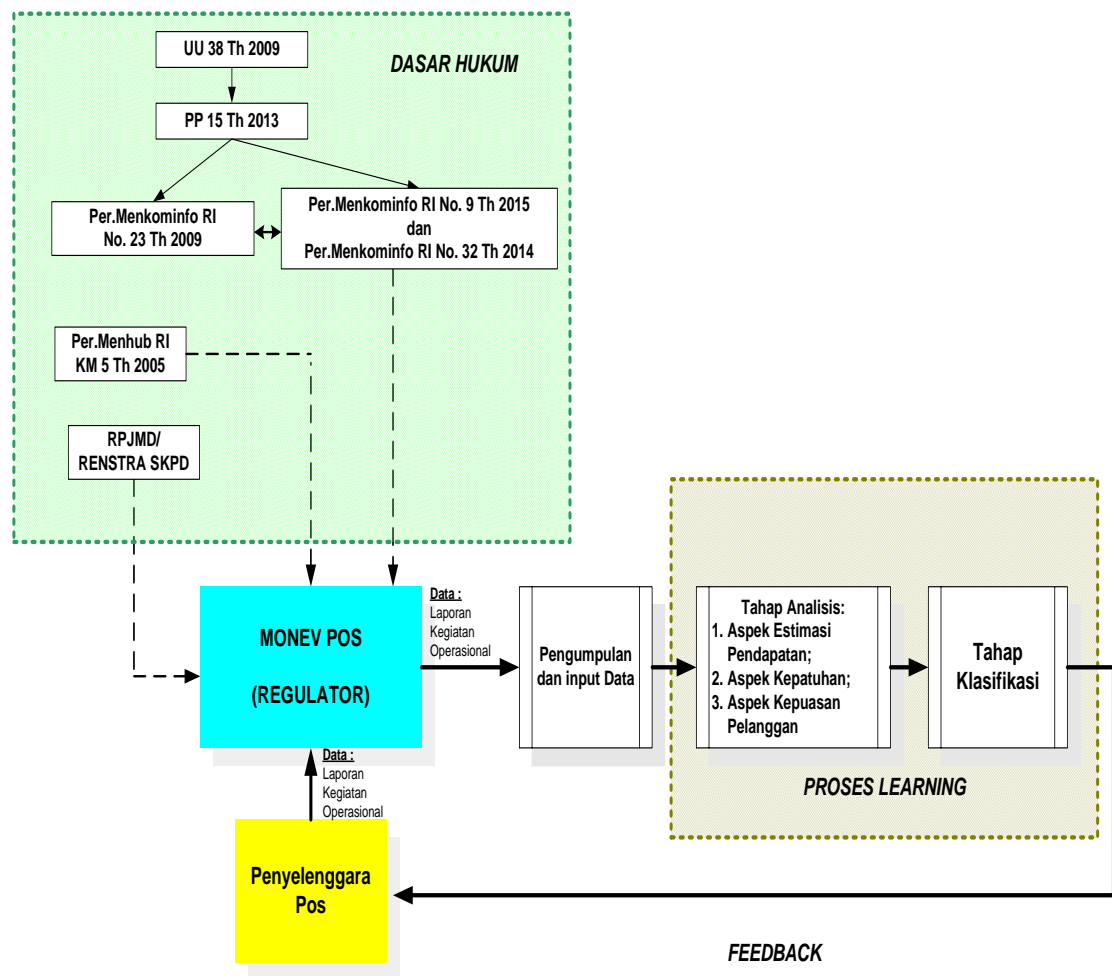 UU 38 Th 2009
DASAR HUKUM
PP 15 Th 2013
Per.Menkominfo RI
No. 23 Th 2009
Per.Menkominfo RI No. 9 Th 2015
dan
Per.Menkominfo RI No. 32 Th 2014
Per.Menhub RI
KM 5 Th 2005
RPJMD/
RENSTRA SKPD
MONEV POS
(REGULATOR)
Data :
Laporan
Kegiatan
Operasional
Pengumpulan
dan input Data
Tahap Analisis:
1. Aspek Estimasi
Pendapatan;
2. Aspek Kepatuhan;
3. Aspek Kepuasan
Pelanggan
Tahap
Klasifikasi
PROSES LEARNING
Data :
Laporan
Kegiatan
Operasional
Penyelenggara
Pos
FEEDBACK